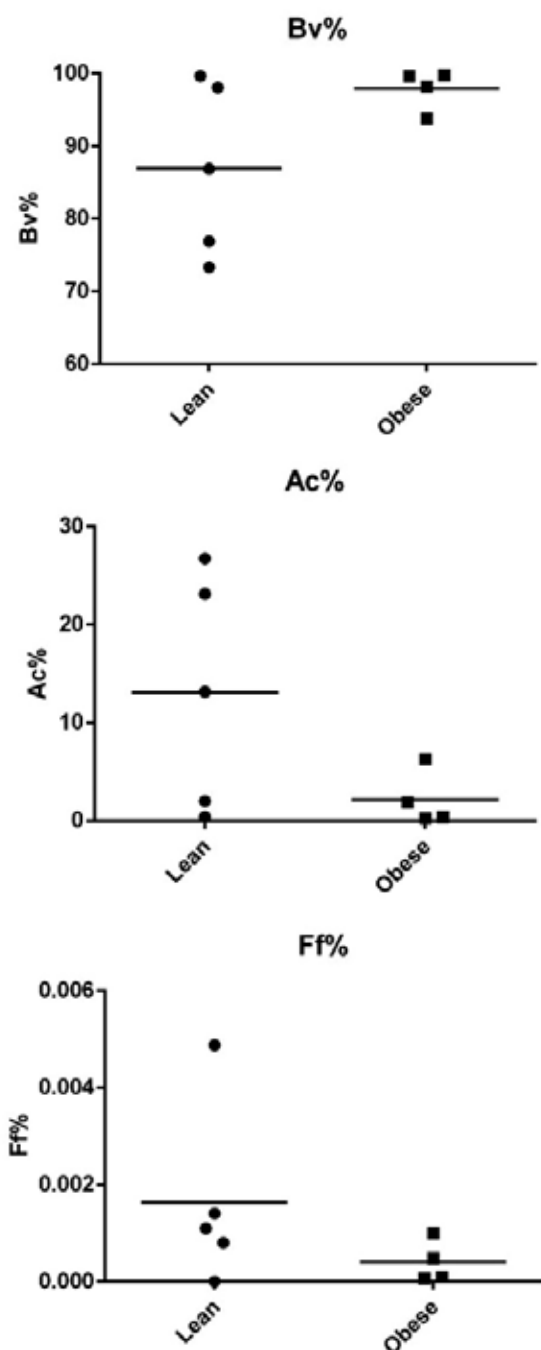 Bv%
100
90
80
70
60
Bv%
Lean
Obese
Ac%
30
20
10
0
Ac%
Lean
Obese
Ff%
0.006
0.004
0.002
0.000
Ff%
Lean
Obese